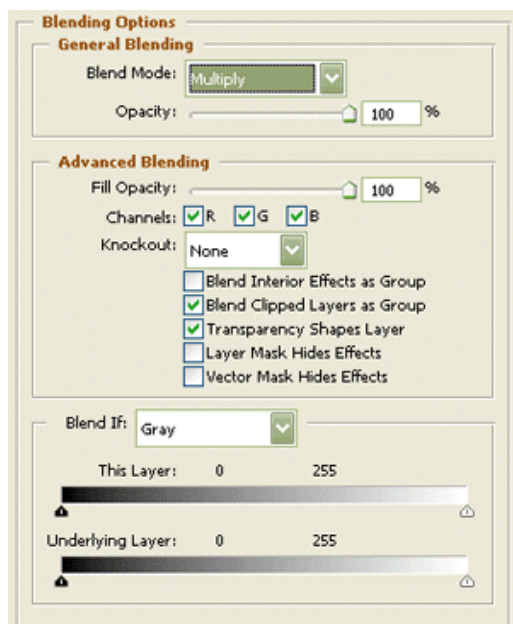 Blending Options
General Blending
Blend Mode: Multiply
Opacity: 100 %
Advanced Blending
Fill Opacity: 100 %
Channels: R G B
Knockout: None
Blend Interior Effects as Group
Blend Clipped Layers as Group
Transparency Shapes Layer
Layer Mask Hides Effects
Vector Mask Hides Effects
Blend If: Gray
This Layer: 0 255
Underlying Layer: 0 255